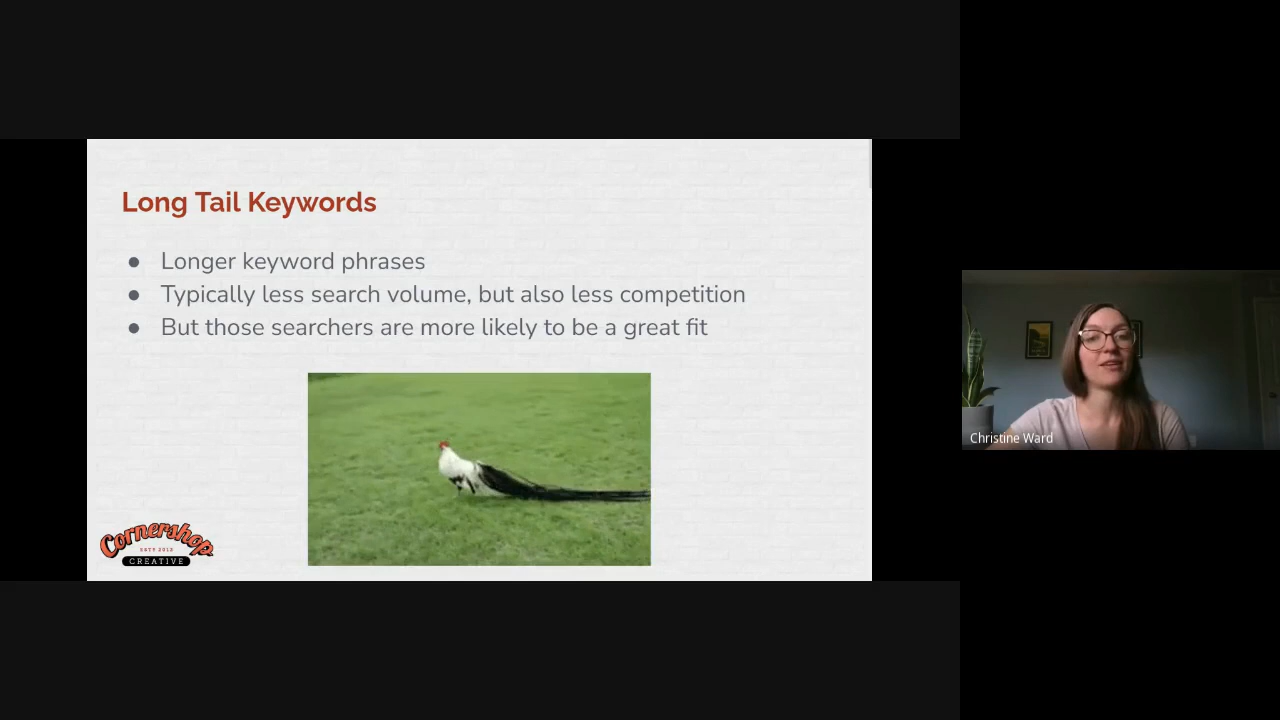 Long Tail Keywords
● Longer keyword phrases
● Typically less search volume, but also less competition
● But those searchers are more likely to be a great fit
Cornershop
ESTD 2012
CREATIVE
Christine Ward